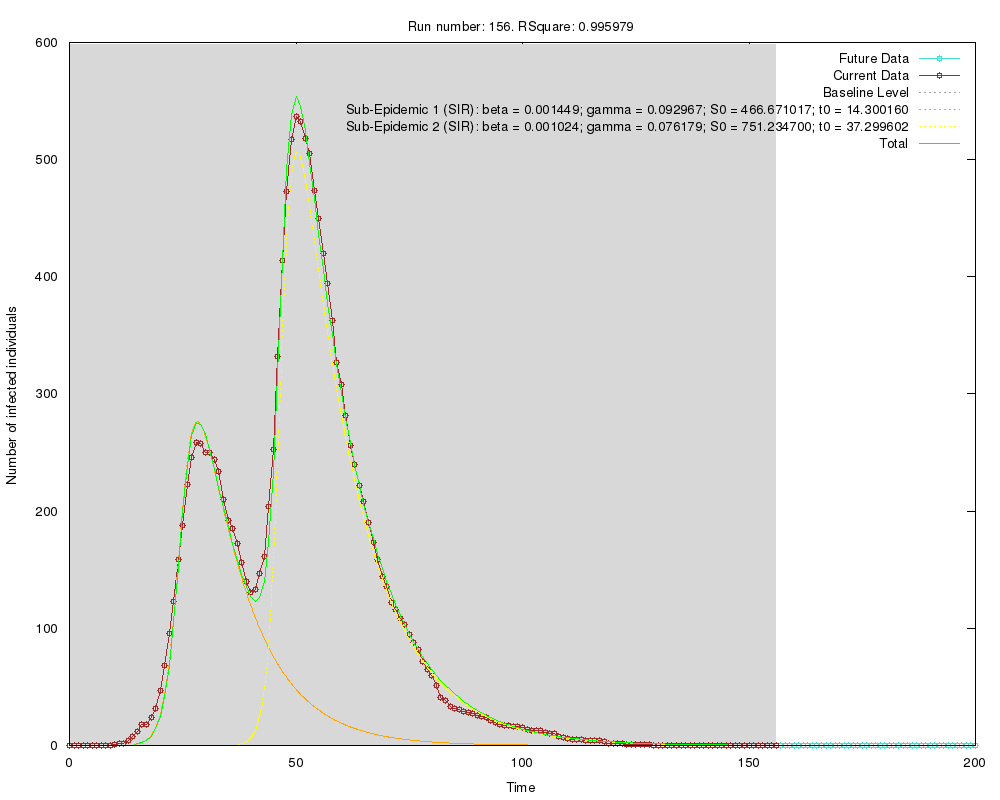 Run number: 156. RSquare: 0.995979
600
500
400
300
200
100
0
0
50
100
150
200
Number of infected individuals
Time
Future Data
Current Data
Baseline Level
Sub-Epidemic 1 (SIR): beta = 0.001449; gamma = 0.092967; S0 = 466.671017; t0 = 14.300160
Sub-Epidemic 2 (SIR): beta = 0.001024; gamma = 0.076179; S0 = 751.234700; t0 = 37.299602
Total